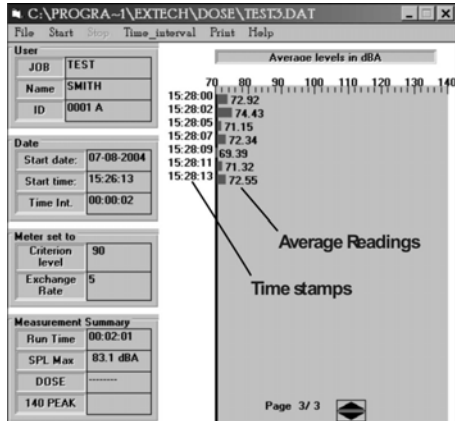 C:\PROGRA~1\EXTECH\DOSE\TEST3.DAT
File Start Stop Time_interval Print Help
User
JOB TEST
Name SMITH
ID 0001 A
Date
Start date: 07-08-2004
Start time: 15:26:13
Time Int. 00:00:02
Meter set to
Criterion level 90
Exchange Rate 5
Measurement Summary
Run Time 00:02:01
SPL Max 83.1 dBA
DOSE --------
140 PEAK
Average levels in dBA
70 80 90 100 110 120 130 140
15:28:00 72.92
15:28:02 74.43
15:28:05 71.15
15:28:07 72.34
15:28:09 69.39
15:28:11 71.32
15:28:13 72.55
Average Readings
Time stamps
Page 3/ 3